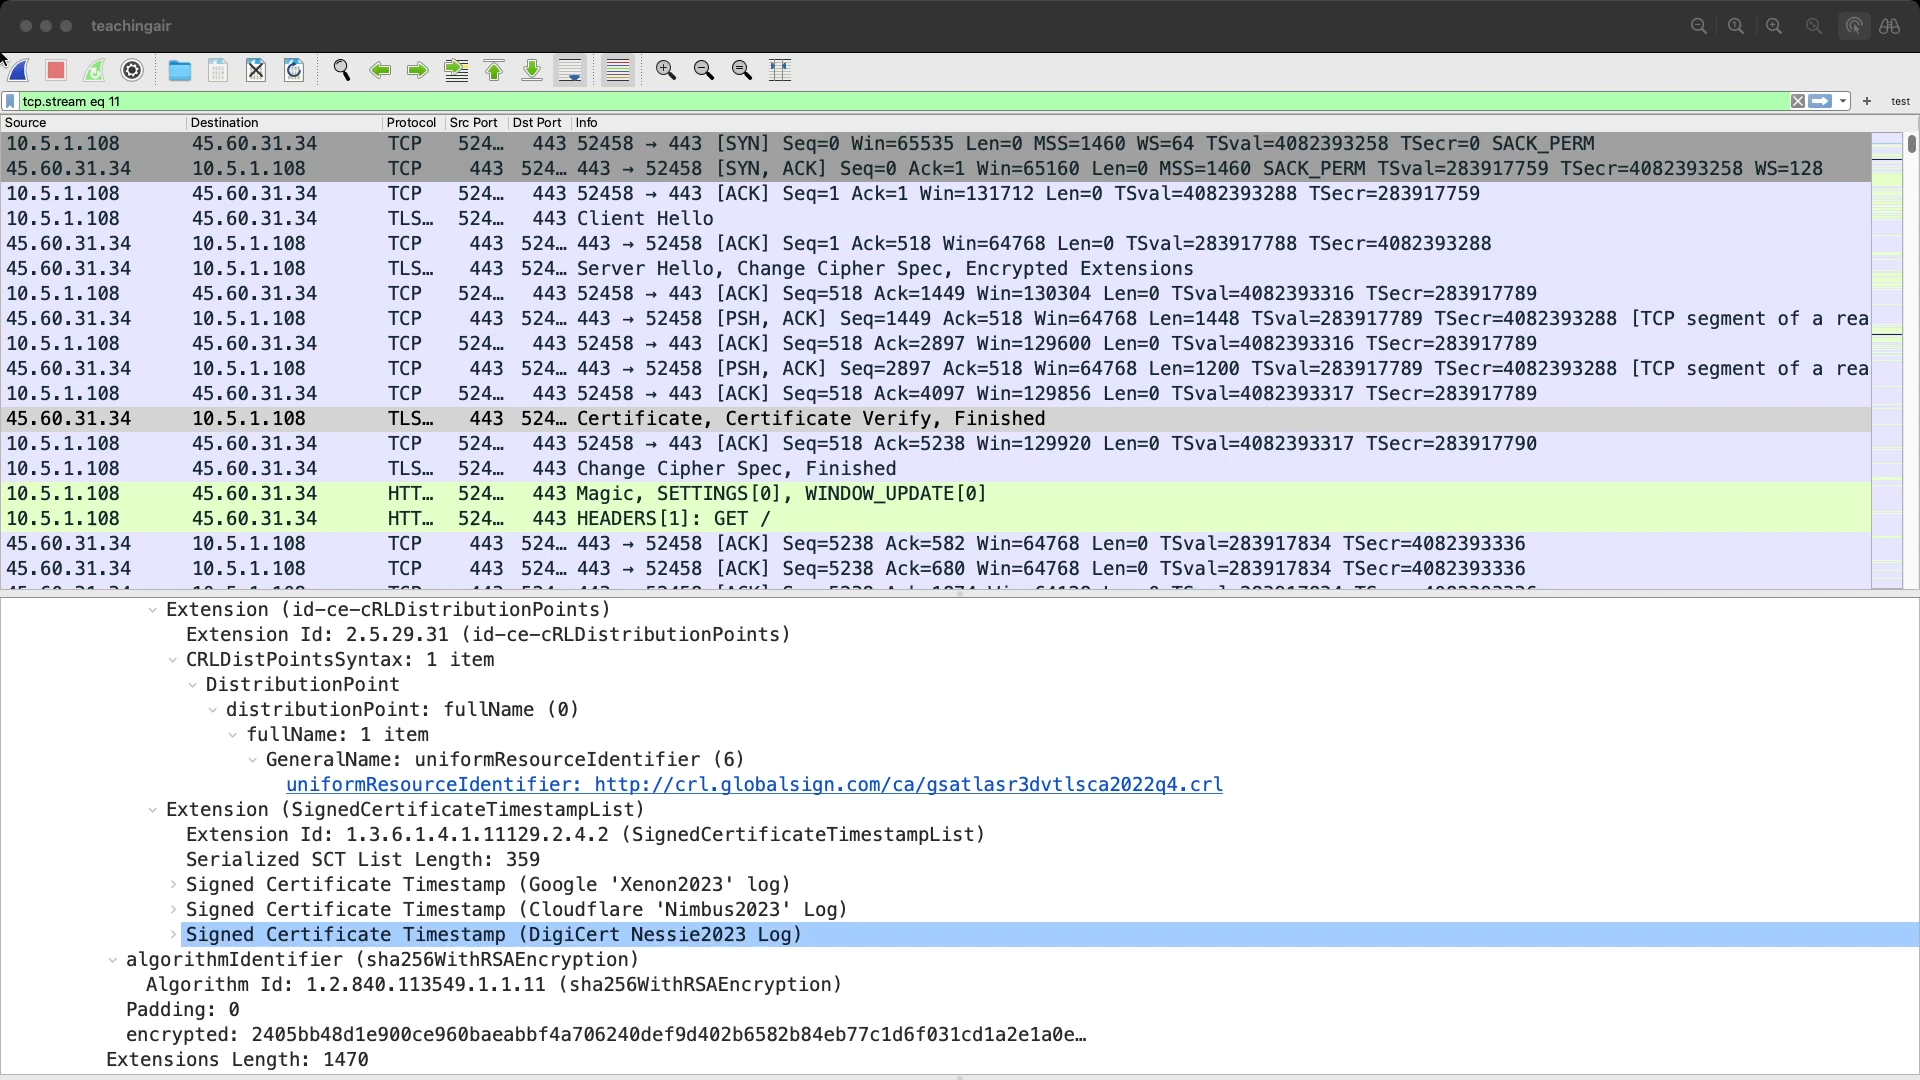 teachingair
tcp.stream eq 11
+ test
Source Destination Protocol Src Port Dst Port Info
10.5.1.108 45.60.31.34 TCP 524… 443 52458 → 443 [SYN] Seq=0 Win=65535 Len=0 MSS=1460 WS=64 TSval=4082393258 TSecr=0 SACK_PERM
45.60.31.34 10.5.1.108 TCP 443 524… 443 → 52458 [SYN, ACK] Seq=0 Ack=1 Win=65160 Len=0 MSS=1460 SACK_PERM TSval=283917759 TSecr=4082393258 WS=128
10.5.1.108 45.60.31.34 TCP 524… 443 52458 → 443 [ACK] Seq=1 Ack=1 Win=131712 Len=0 TSval=4082393288 TSecr=283917759
10.5.1.108 45.60.31.34 TLS… 524… 443 Client Hello
45.60.31.34 10.5.1.108 TCP 443 524… 443 → 52458 [ACK] Seq=1 Ack=518 Win=64768 Len=0 TSval=283917788 TSecr=4082393288
45.60.31.34 10.5.1.108 TLS… 443 524… Server Hello, Change Cipher Spec, Encrypted Extensions
10.5.1.108 45.60.31.34 TCP 524… 443 52458 → 443 [ACK] Seq=518 Ack=1449 Win=130304 Len=0 TSval=4082393316 TSecr=283917789
45.60.31.34 10.5.1.108 TCP 443 524… 443 → 52458 [PSH, ACK] Seq=1449 Ack=518 Win=64768 Len=1448 TSval=283917789 TSecr=4082393288 [TCP segment of a rea
10.5.1.108 45.60.31.34 TCP 524… 443 52458 → 443 [ACK] Seq=518 Ack=2897 Win=129600 Len=0 TSval=4082393316 TSecr=283917789
45.60.31.34 10.5.1.108 TCP 443 524… 443 → 52458 [PSH, ACK] Seq=2897 Ack=518 Win=64768 Len=1200 TSval=283917789 TSecr=4082393288 [TCP segment of a rea
10.5.1.108 45.60.31.34 TCP 524… 443 52458 → 443 [ACK] Seq=518 Ack=4097 Win=129856 Len=0 TSval=4082393317 TSecr=283917789
45.60.31.34 10.5.1.108 TLS… 443 524… Certificate, Certificate Verify, Finished
10.5.1.108 45.60.31.34 TCP 524… 443 52458 → 443 [ACK] Seq=518 Ack=5238 Win=129920 Len=0 TSval=4082393317 TSecr=283917790
10.5.1.108 45.60.31.34 TLS… 524… 443 Change Cipher Spec, Finished
10.5.1.108 45.60.31.34 HTT… 524… 443 Magic, SETTINGS[0], WINDOW_UPDATE[0]
10.5.1.108 45.60.31.34 HTT… 524… 443 HEADERS[1]: GET /
45.60.31.34 10.5.1.108 TCP 443 524… 443 → 52458 [ACK] Seq=5238 Ack=582 Win=64768 Len=0 TSval=283917834 TSecr=4082393336
45.60.31.34 10.5.1.108 TCP 443 524… 443 → 52458 [ACK] Seq=5238 Ack=680 Win=64768 Len=0 TSval=283917834 TSecr=4082393336
Extension (id-ce-cRLDistributionPoints)
Extension Id: 2.5.29.31 (id-ce-cRLDistributionPoints)
CRLDistPointsSyntax: 1 item
DistributionPoint
distributionPoint: fullName (0)
fullName: 1 item
GeneralName: uniformResourceIdentifier (6)
uniformResourceIdentifier: http://crl.globalsign.com/ca/gsatlasr3dvtlsca2022q4.crl
Extension (SignedCertificateTimestampList)
Extension Id: 1.3.6.1.4.1.11129.2.4.2 (SignedCertificateTimestampList)
Serialized SCT List Length: 359
Signed Certificate Timestamp (Google 'Xenon2023' log)
Signed Certificate Timestamp (Cloudflare 'Nimbus2023' Log)
Signed Certificate Timestamp (DigiCert Nessie2023 Log)
algorithmIdentifier (sha256WithRSAEncryption)
Algorithm Id: 1.2.840.113549.1.1.11 (sha256WithRSAEncryption)
Padding: 0
encrypted: 2405bb48d1e900ce960baeabbf4a706240def9d402b6582b84eb77c1d6f031cd1a2e1a0e…
Extensions Length: 1470